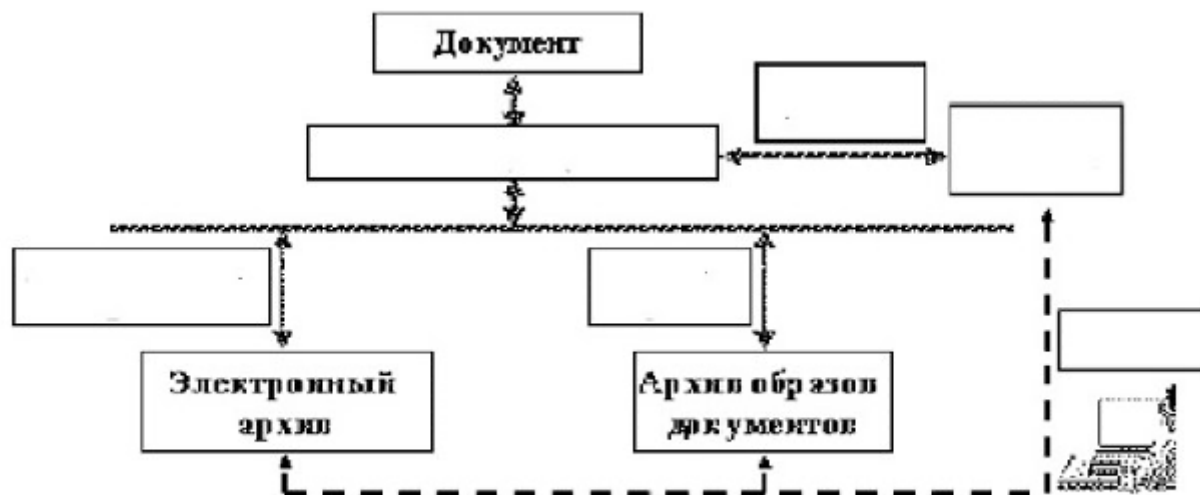 Документ
Электронный
архив
Архив образов
документов